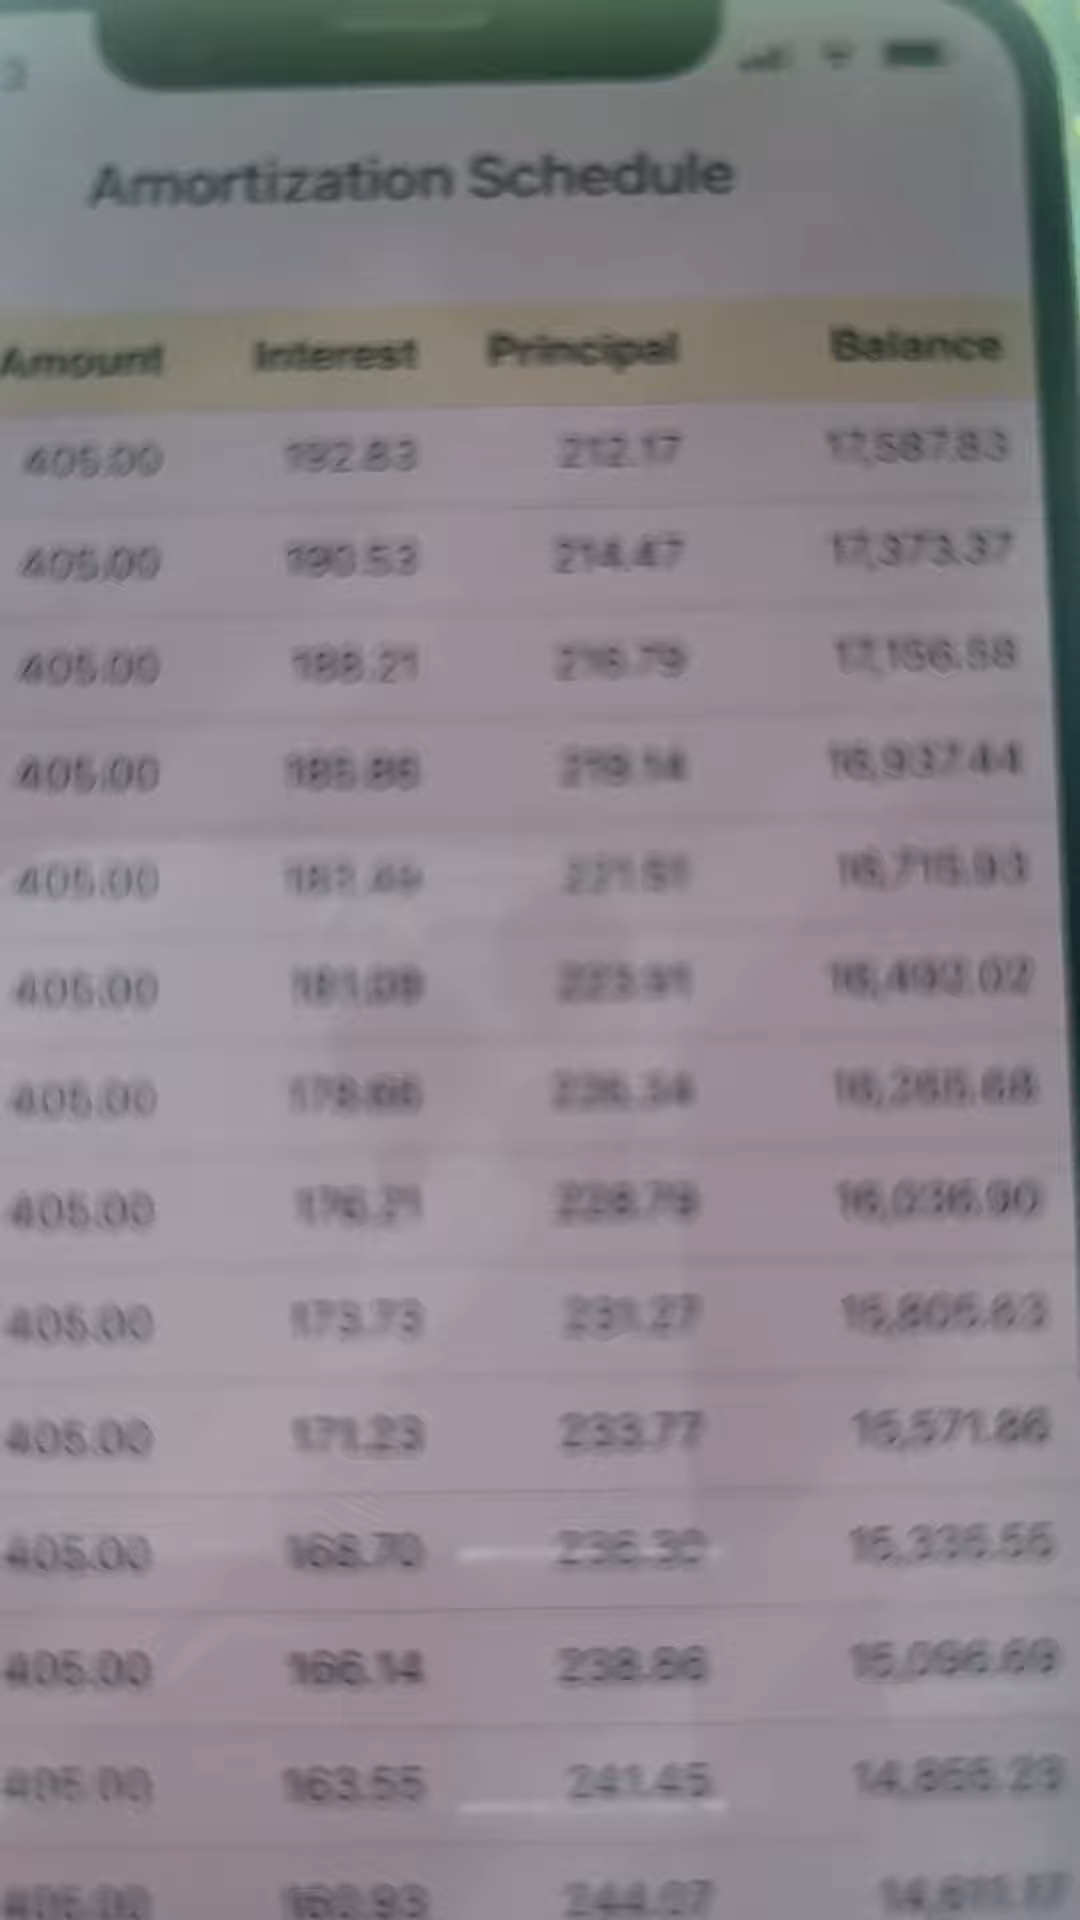 Amortization Schedule
Amount Interest Principal Balance
405.00 192.83 212.17 17,587.83
405.00 190.53 214.47 17,373.37
405.00 188.21 216.79 17,156.58
405.00 185.86 219.14 16,937.44
405.00 221.51 16,715.93
405.00 181.09 223.91 16,492.02
405.00 178.66 226.34 16,265.68
405.00 176.21 228.79 16,036.90
405.00 173.73 231.27 15,805.63
405.00 171.23 233.77 15,571.86
405.00 168.70 236.30 15,335.55
405.00 166.14 238.86 15,096.69
405.00 163.55 241.45 14,855.23
405.00 160.93 244.07